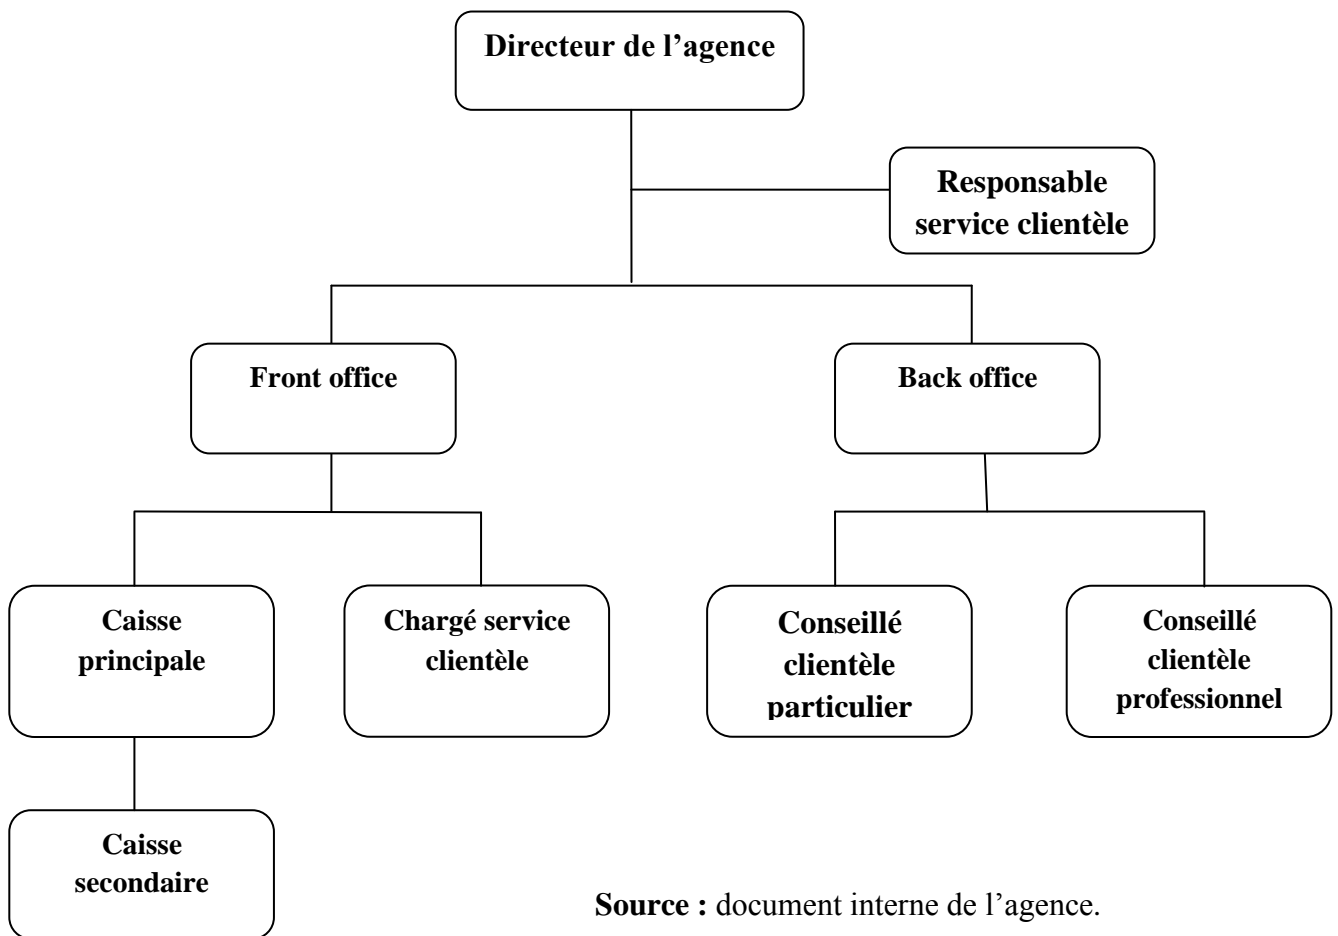 Directeur de l’agence
Responsable
service clientèle
Front office
Back office
Caisse
principale
Chargé service
clientèle
Conseillé
clientèle
particulier
Conseillé
clientèle
professionnel
Caisse
secondaire
Source : document interne de l’agence.